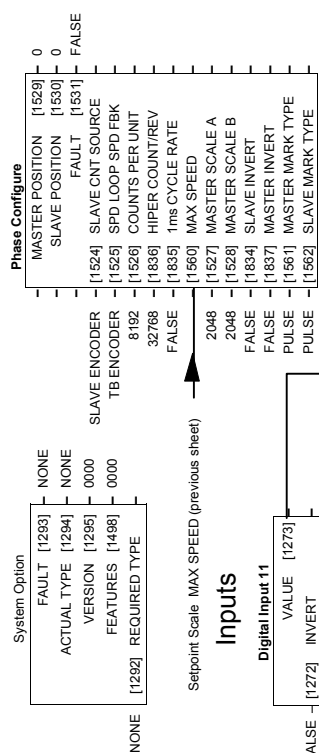 System Option
FAULT [1293] NONE
ACTUAL TYPE [1294] NONE
VERSION [1295] 0000
FEATURES [1498] 0000
NONE [1292] REQUIRED TYPE
Phase Configure
MASTER POSITION [1529] 0
SLAVE POSITION [1530] 0
FAULT [1531] FALSE
SLAVE ENCODER [1524] SLAVE CNT SOURCE
TB ENCODER [1525] SPD LOOP SPD FBK
8192 [1526] COUNTS PER UNIT
32768 [1836] HIPER COUNT/REV
FALSE [1835] 1ms CYCLE RATE
Setpoint Scale MAX SPEED (previous sheet) [1560] MAX SPEED
2048 [1527] MASTER SCALE A
2048 [1528] MASTER SCALE B
FALSE [1834] SLAVE INVERT
FALSE [1837] MASTER INVERT
PULSE [1561] MASTER MARK TYPE
PULSE [1562] SLAVE MARK TYPE
Inputs
Digital Input 11
VALUE [1273]
ALSE [1272] INVERT